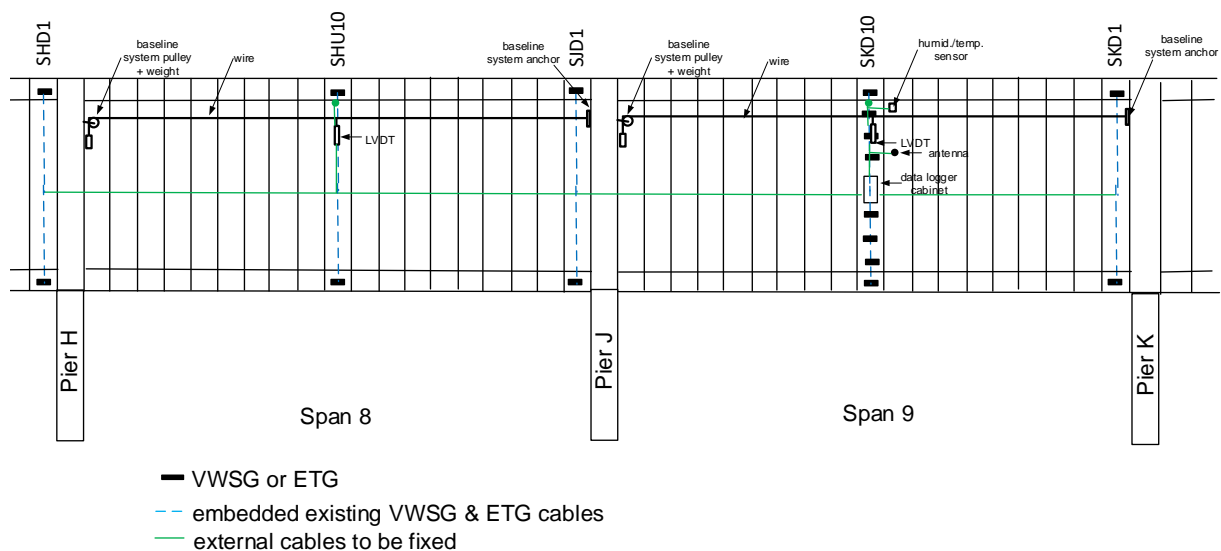 SHD1
baseline
system pulley
+ weight
wire
SHU10
baseline
system anchor
SJD1
baseline
system pulley
+ weight
wire
SKD10
humid./temp.
sensor
SKD1
baseline
system anchor
LVDT
LVDT
antenna
data logger
cabinet
Pier H
Pier J
Pier K
Span 8
Span 9
VWSG or ETG
embedded existing VWSG & ETG cables
external cables to be fixed